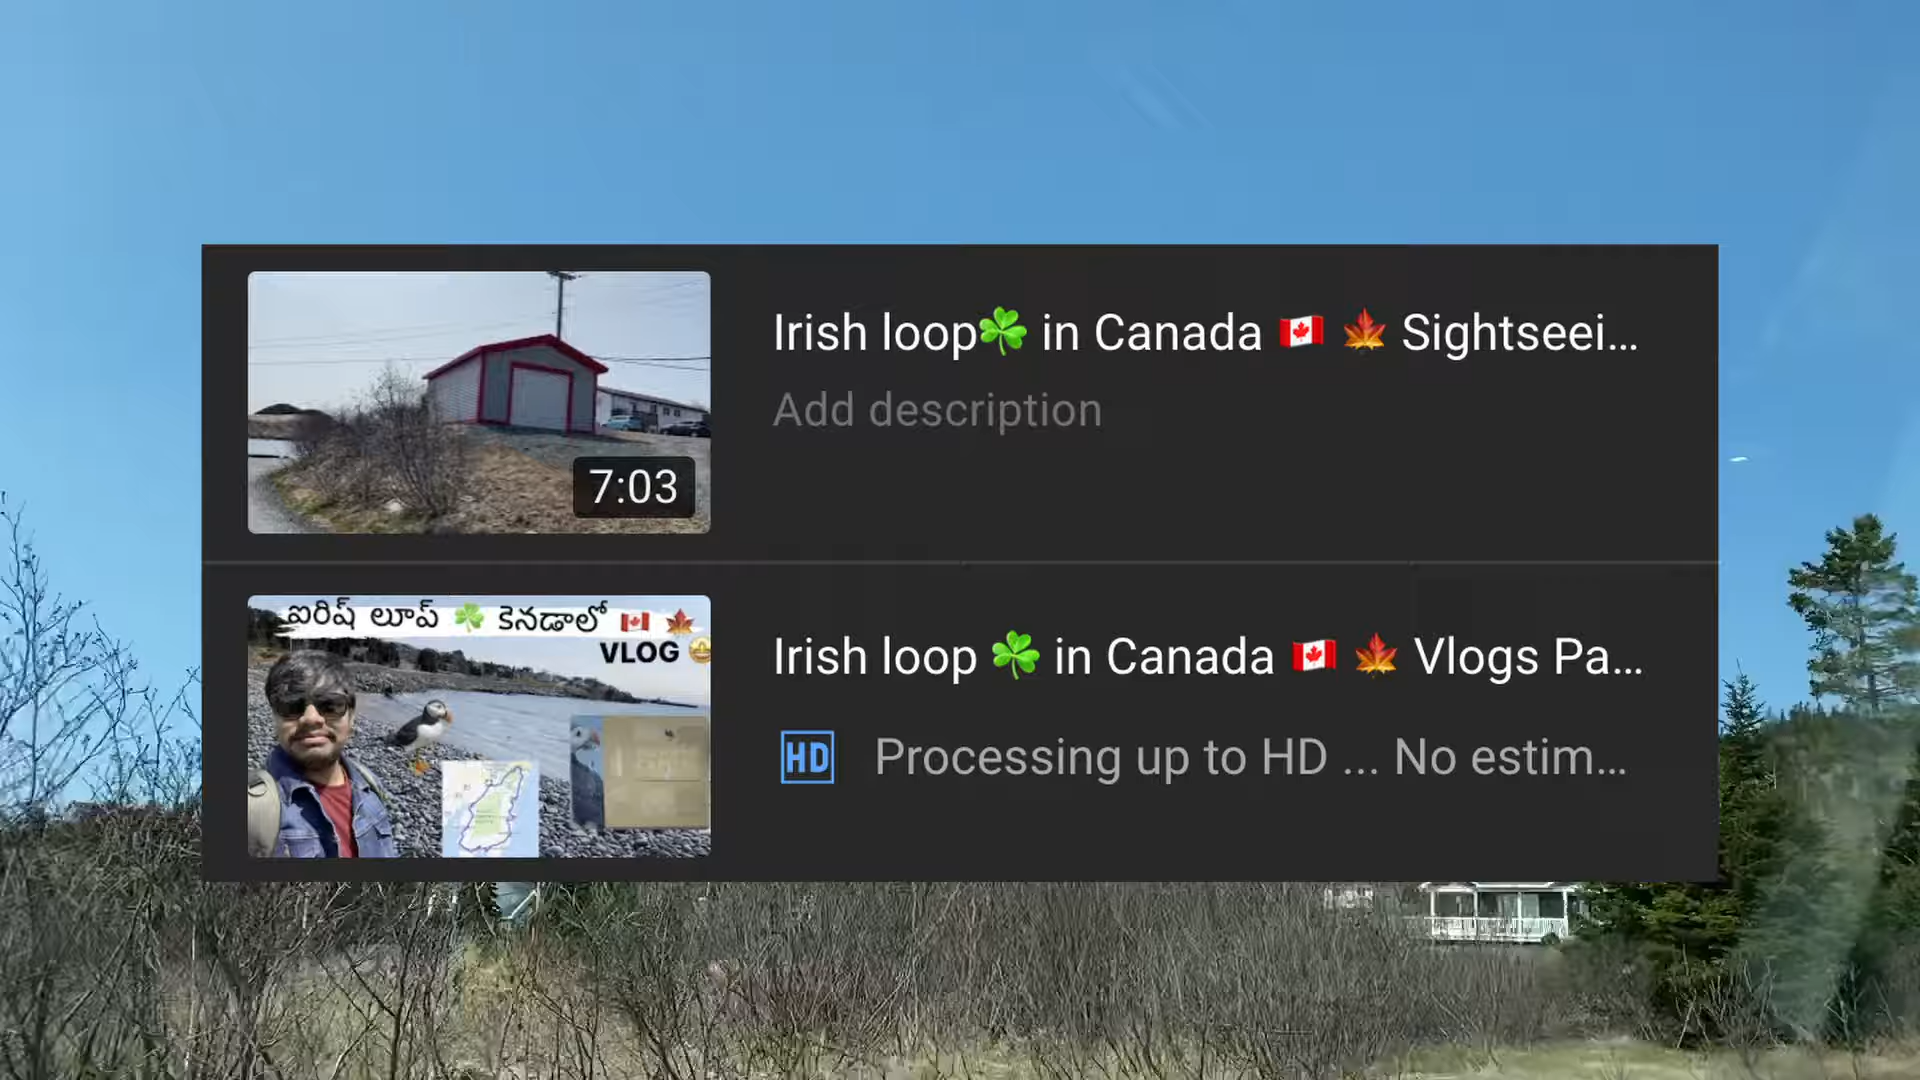 Irish loop☘️ in Canada 🇨🇦 🍁 Sightseei...
Add description
7:03
ఐరిష్ లూప్ ☘️ కెనడాలో 🇨🇦 🍁
VLOG 🤩
Irish loop ☘️ in Canada 🇨🇦 🍁 Vlogs Pa...
HD Processing up to HD ... No estim...